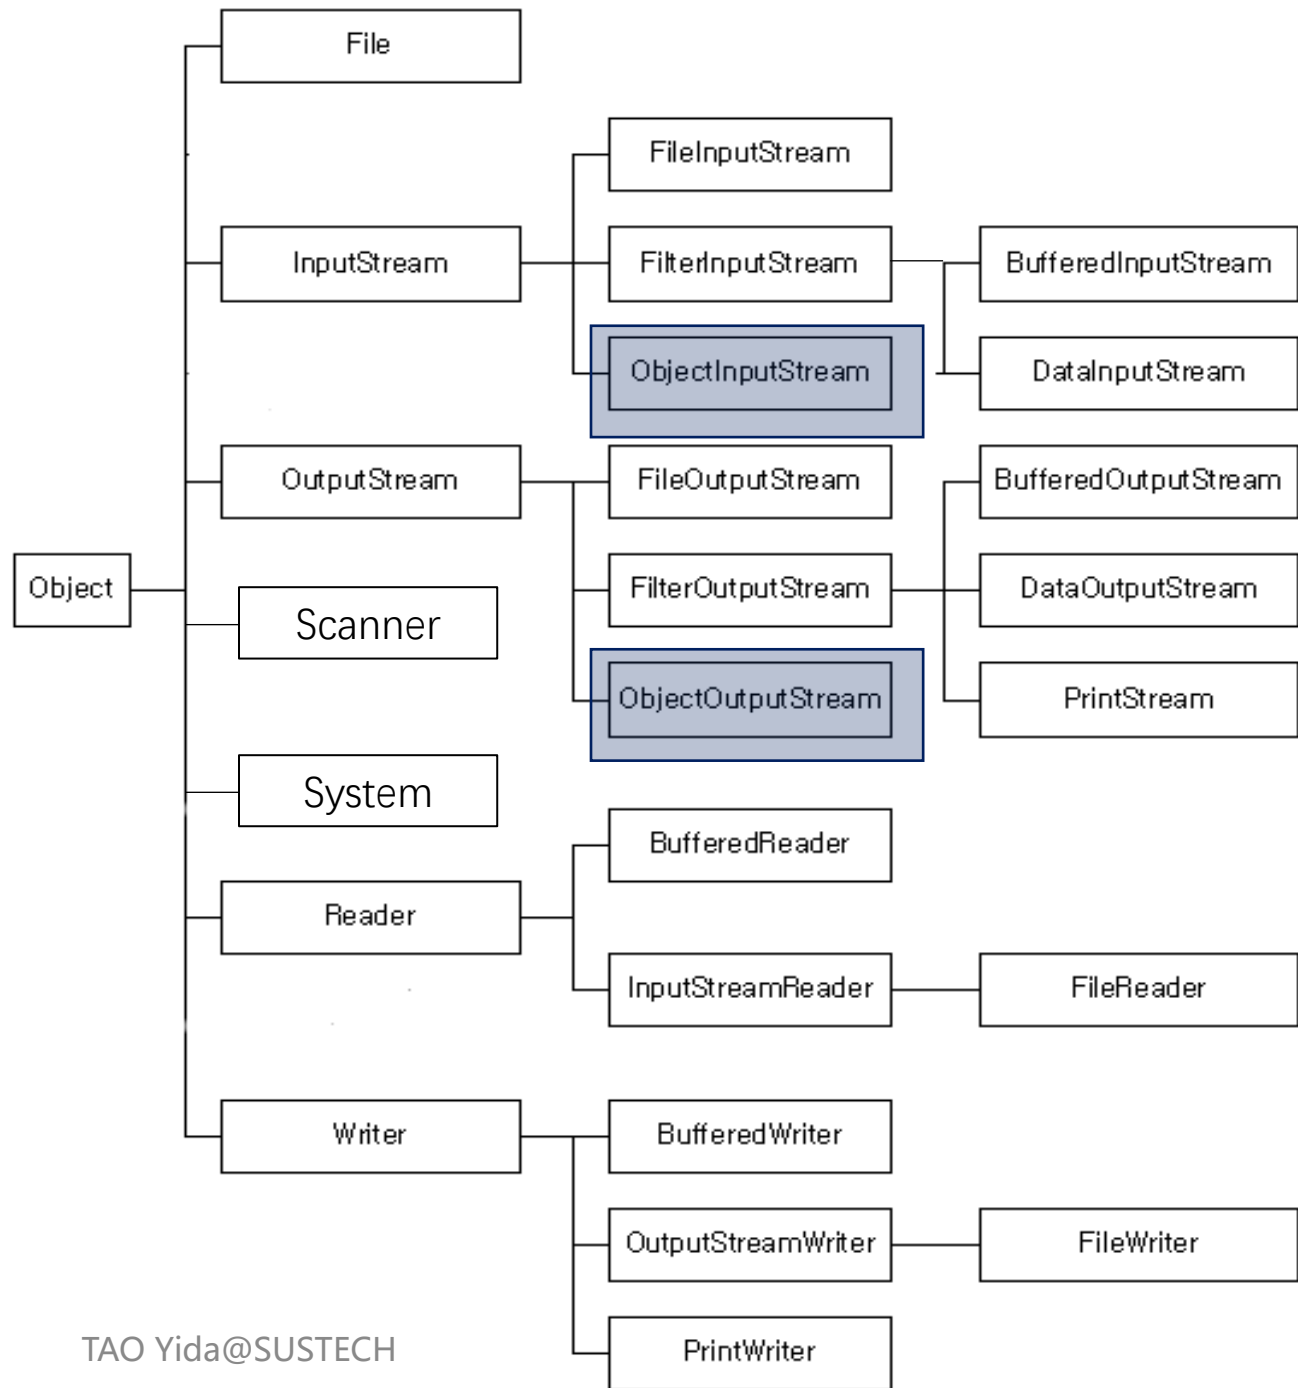 File
FileInputStream
InputStream
FilterInputStream
BufferedInputStream
ObjectInputStream
DataInputStream
OutputStream
FileOutputStream
BufferedOutputStream
Object
FilterOutputStream
DataOutputStream
Scanner
ObjectOutputStream
PrintStream
System
BufferedReader
Reader
InputStreamReader
FileReader
Writer
BufferedWriter
OutputStreamWriter
FileWriter
PrintWriter
TAO Yida@SUSTECH